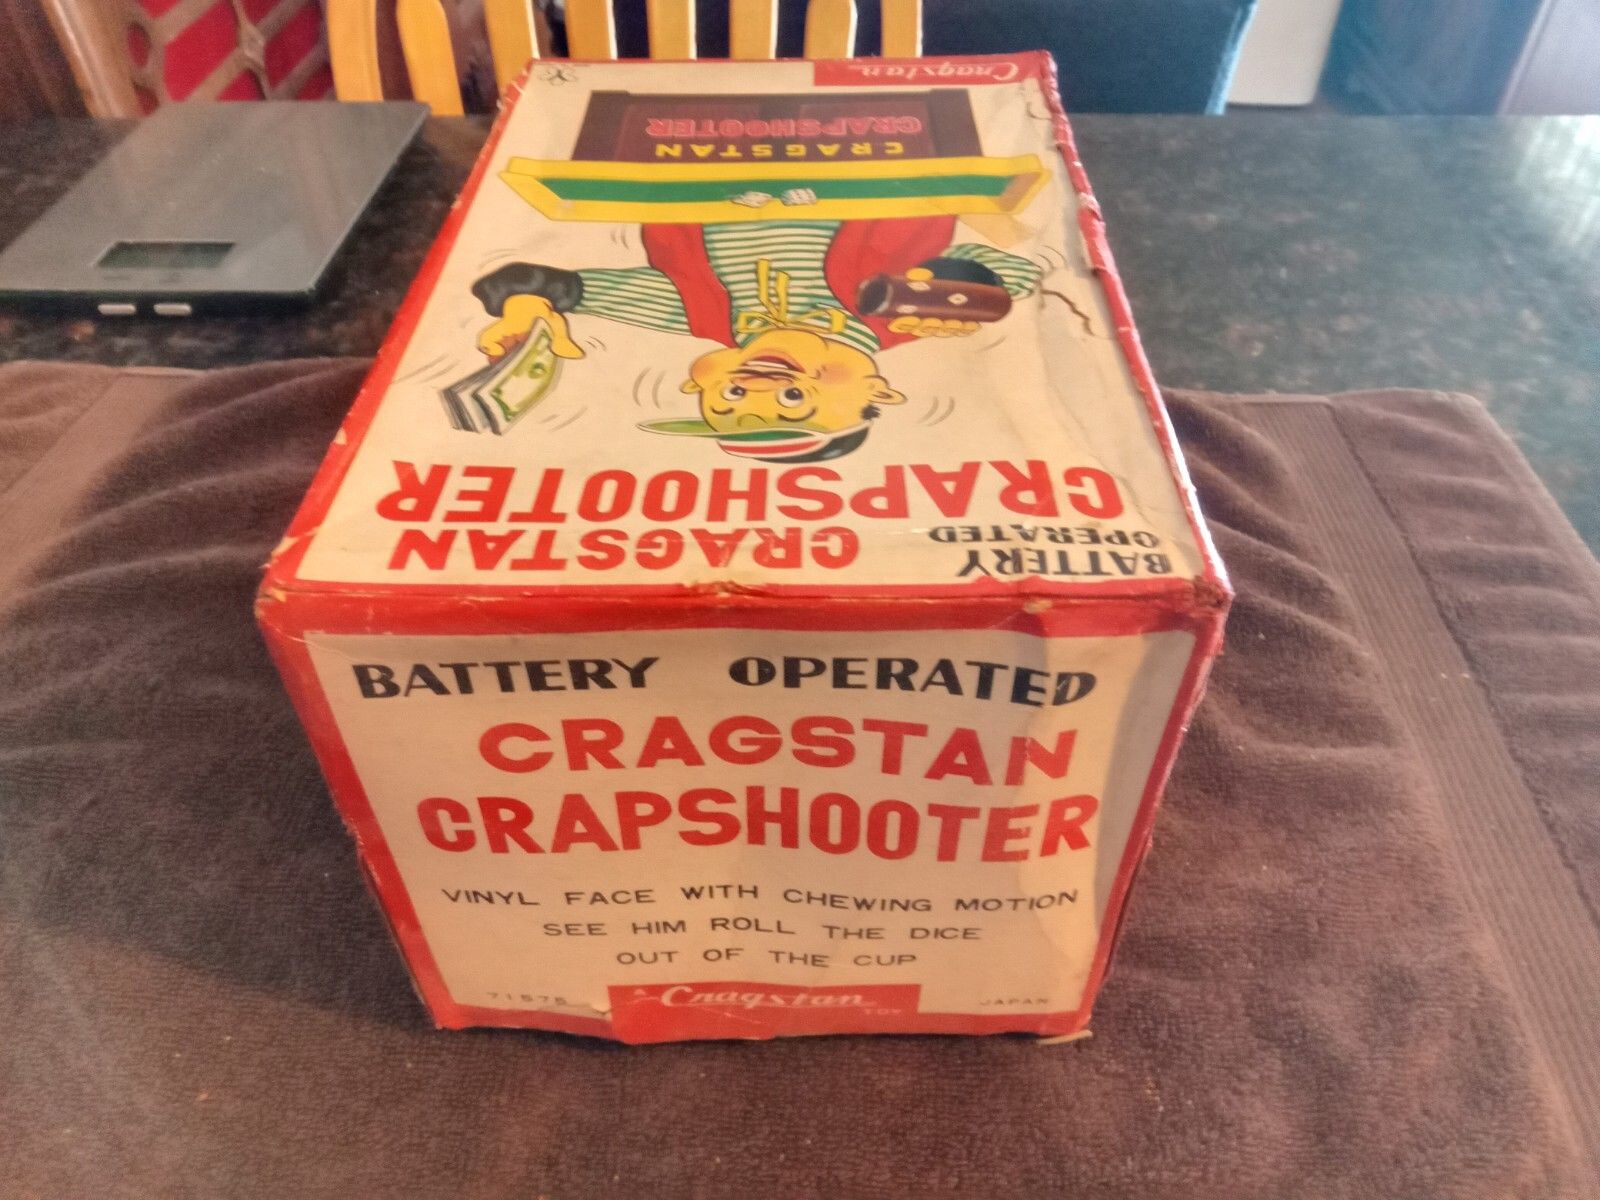 Cragstan
CRAGSTAN
CRAPSHOOTER
BATTERY
OPERATED
CRAGSTAN
CRAPSHOOTER
BATTERY OPERATED
CRAGSTAN
CRAPSHOOTER
VINYL FACE WITH CHEWING MOTION
SEE HIM ROLL THE DICE
OUT OF THE CUP
71575 A Cragstan TOY JAPAN